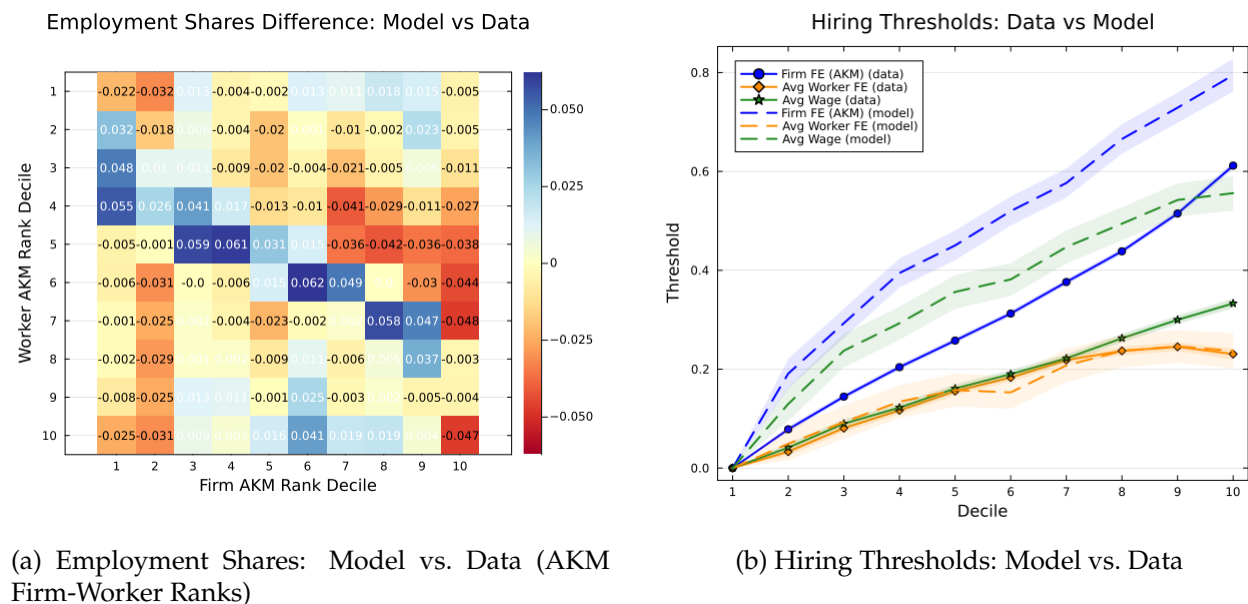 Employment Shares Difference: Model vs Data
Worker AKM Rank Decile
1 -0.022 -0.032 0.013 -0.004 -0.002 0.013 0.011 0.018 0.015 -0.005
2 0.032 -0.018 0.008 -0.004 -0.02 -0.01 -0.002 0.023 -0.005
3 0.048 0.01 0.011 -0.009 -0.02 -0.004 -0.021 -0.005 0.006 -0.011
4 0.055 0.026 0.041 0.017 -0.013 -0.01 -0.041 -0.029 -0.011 -0.027
5 -0.005 -0.001 0.059 0.061 0.031 0.015 -0.036 -0.042 -0.036 -0.038
6 -0.006 -0.031 -0.0 -0.006 0.015 0.062 0.049 -0.03 -0.044
7 -0.001 -0.025 -0.004 -0.023 -0.002 0.058 0.047 -0.048
8 -0.002 -0.029 -0.009 0.011 -0.006 0.005 0.037 -0.003
9 -0.008 -0.025 0.013 0.011 -0.001 0.025 -0.003 -0.005 -0.004
10 -0.025 -0.031 0.009 0.016 0.041 0.019 0.019 -0.047
1 2 3 4 5 6 7 8 9 10
Firm AKM Rank Decile
0.050
0.025
0
−0.025
−0.050
(a) Employment Shares: Model vs. Data (AKM
Firm-Worker Ranks)
Hiring Thresholds: Data vs Model
Firm FE (AKM) (data)
Avg Worker FE (data)
Avg Wage (data)
Firm FE (AKM) (model)
Avg Worker FE (model)
Avg Wage (model)
Threshold
0.8
0.6
0.4
0.2
0.0
1 2 3 4 5 6 7 8 9 10
Decile
(b) Hiring Thresholds: Model vs. Data